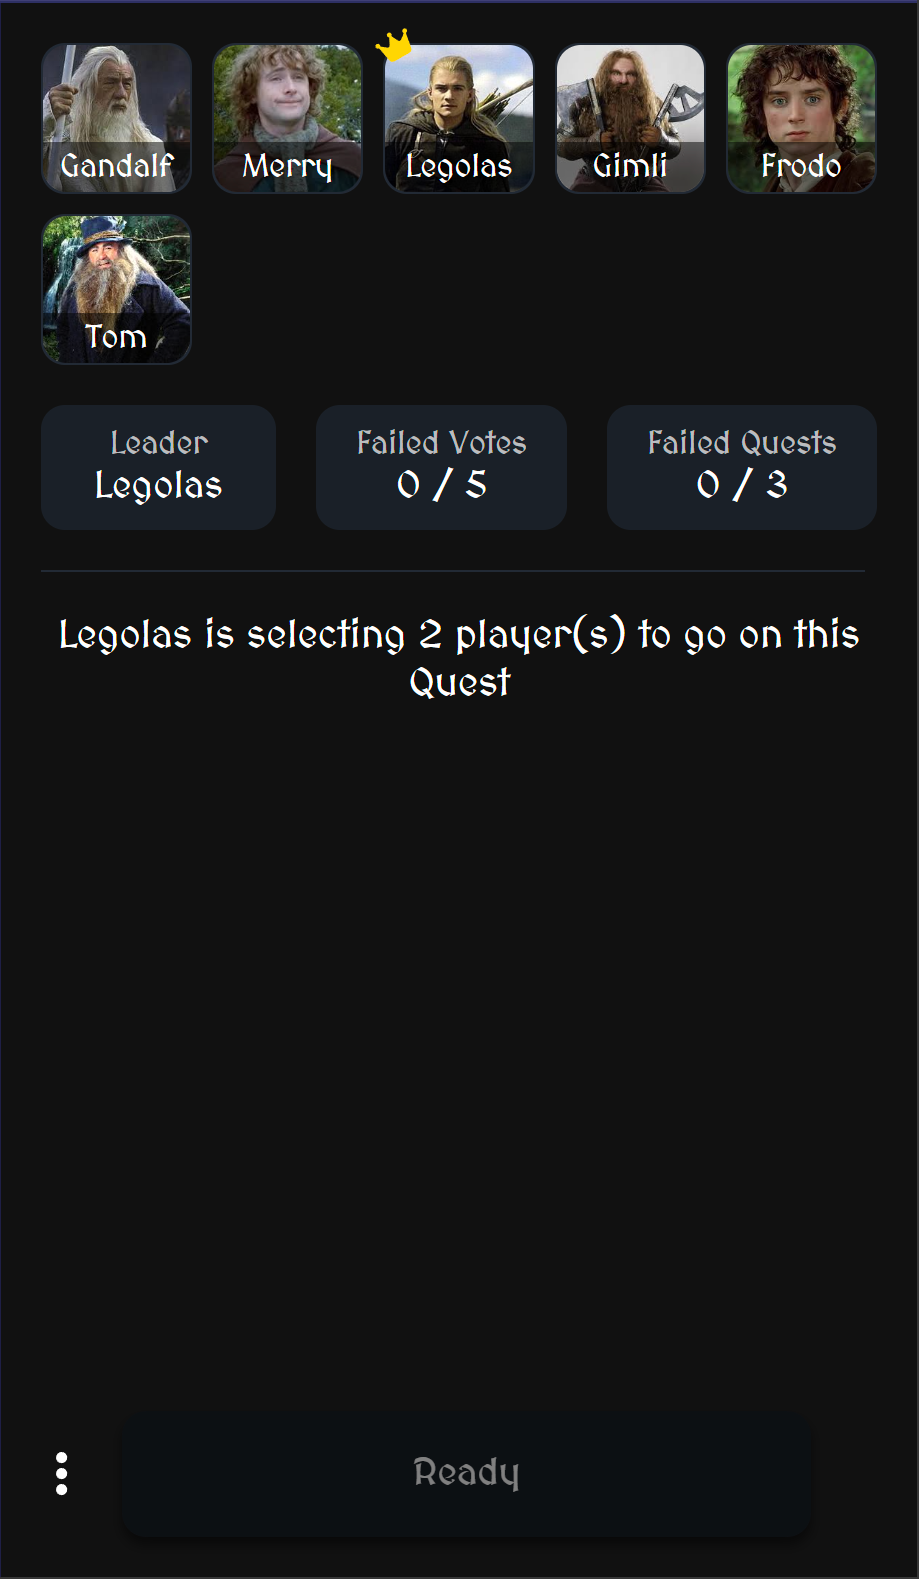 Gandalf
Merry
Legolas
Gimli
Frodo
Tom
Leader
Legolas
Failed Votes
0 / 5
Failed Quests
0 / 3
Legolas is selecting 2 player(s) to go on this
Quest
Ready